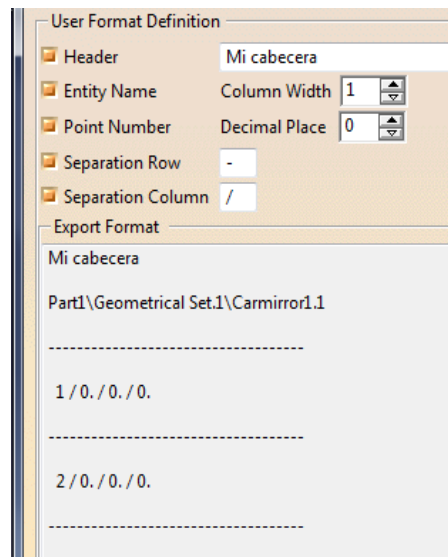 User Format Definition
Header Mi cabecera
Entity Name Column Width 1
Point Number Decimal Place 0
Separation Row -
Separation Column /
Export Format
Mi cabecera
Part1\Geometrical Set.1\Carmirror1.1
------------------------------------
1 / 0. / 0. / 0.
------------------------------------
2 / 0. / 0. / 0.
------------------------------------